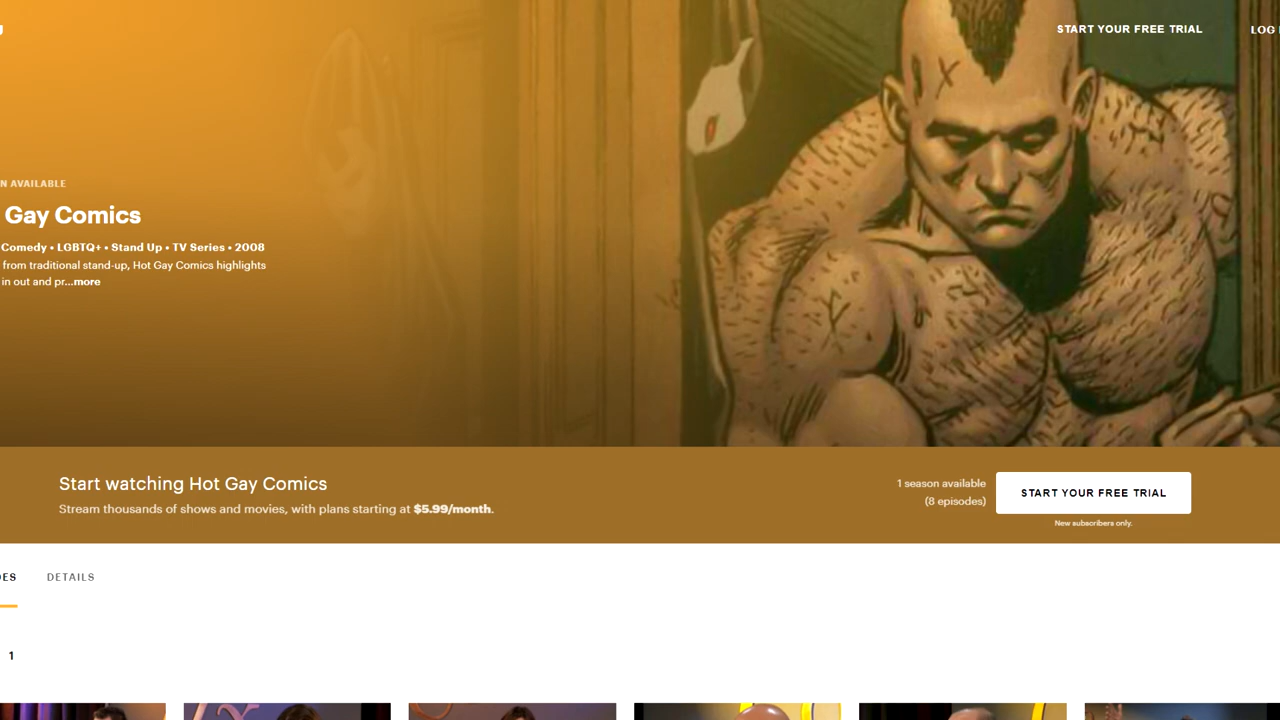 START YOUR FREE TRIAL
LOG
N AVAILABLE
Gay Comics
Comedy • LGBTQ+ • Stand Up • TV Series • 2008
from traditional stand-up, Hot Gay Comics highlights
in out and pr...more
Start watching Hot Gay Comics
Stream thousands of shows and movies, with plans starting at $5.99/month.
1 season available
(8 episodes)
START YOUR FREE TRIAL
New subscribers only.
DES
DETAILS
1